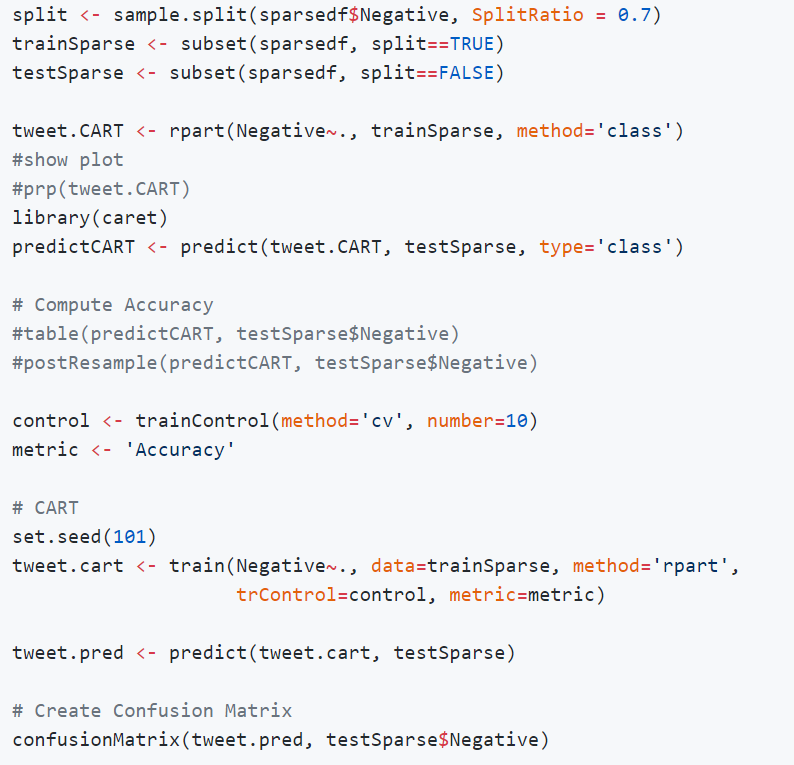 split <- sample.split(sparsedf$Negative, SplitRatio = 0.7)
trainSparse <- subset(sparsedf, split==TRUE)
testSparse <- subset(sparsedf, split==FALSE)
tweet.CART <- rpart(Negative~., trainSparse, method='class')
#show plot
#prp(tweet.CART)
library(caret)
predictCART <- predict(tweet.CART, testSparse, type='class')
# Compute Accuracy
#table(predictCART, testSparse$Negative)
#postResample(predictCART, testSparse$Negative)
control <- trainControl(method='cv', number=10)
metric <- 'Accuracy'
# CART
set.seed(101)
tweet.cart <- train(Negative~., data=trainSparse, method='rpart',
trControl=control, metric=metric)
tweet.pred <- predict(tweet.cart, testSparse)
# Create Confusion Matrix
confusionMatrix(tweet.pred, testSparse$Negative)